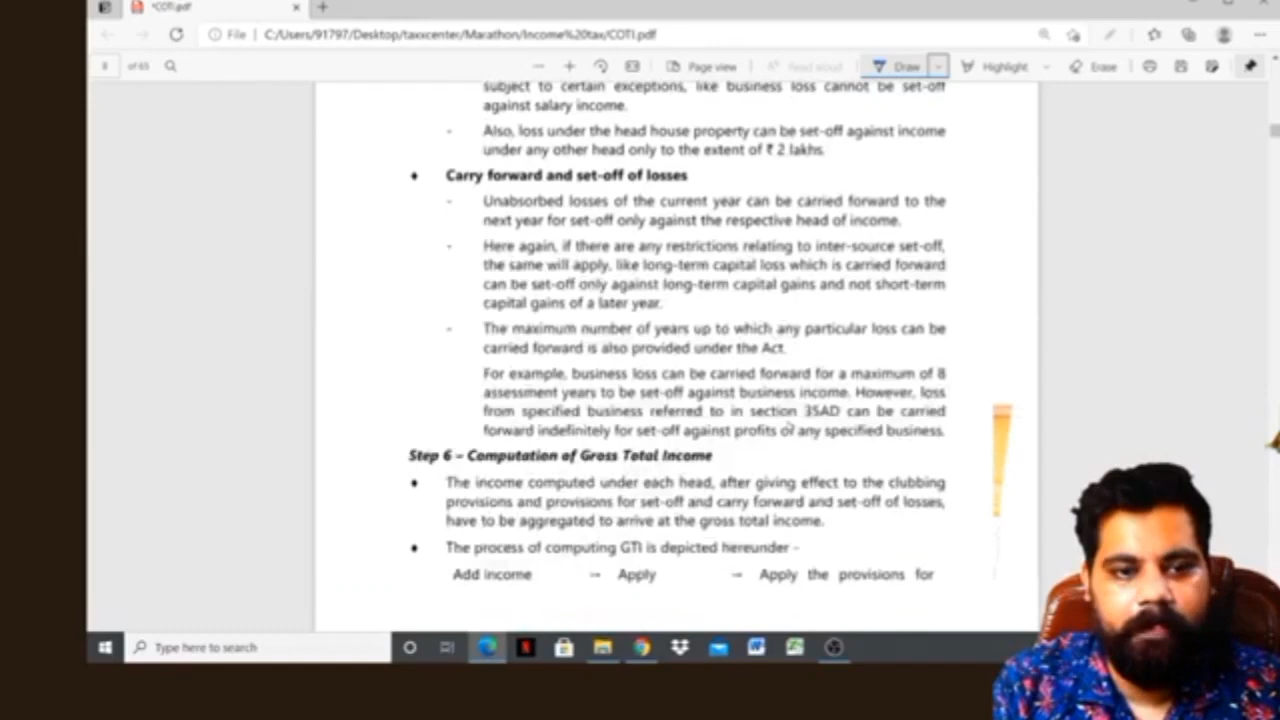 *COTI.pdf
File | C:/Users/91797/Desktop/taxxcenter/Marathon/Income%20tax/COTI.pdf
8 of 65 Page view Read aloud Draw Highlight Erase
subject to certain exceptions, like business loss cannot be set-off
against salary income.
- Also, loss under the head house property can be set-off against income
under any other head only to the extent of ₹ 2 lakhs.
♦ Carry forward and set-off of losses
- Unabsorbed losses of the current year can be carried forward to the
next year for set-off only against the respective head of income.
- Here again, if there are any restrictions relating to inter-source set-off,
the same will apply, like long-term capital loss which is carried forward
can be set-off only against long-term capital gains and not short-term
capital gains of a later year.
- The maximum number of years up to which any particular loss can be
carried forward is also provided under the Act.
For example, business loss can be carried forward for a maximum of 8
assessment years to be set-off against business income. However, loss
from specified business referred to in section 35AD can be carried
forward indefinitely for set-off against profits of any specified business.
Step 6 – Computation of Gross Total Income
♦ The income computed under each head, after giving effect to the clubbing
provisions and provisions for set-off and carry forward and set-off of losses,
have to be aggregated to arrive at the gross total income.
♦ The process of computing GTI is depicted hereunder –
Add income → Apply → Apply the provisions for
Type here to search